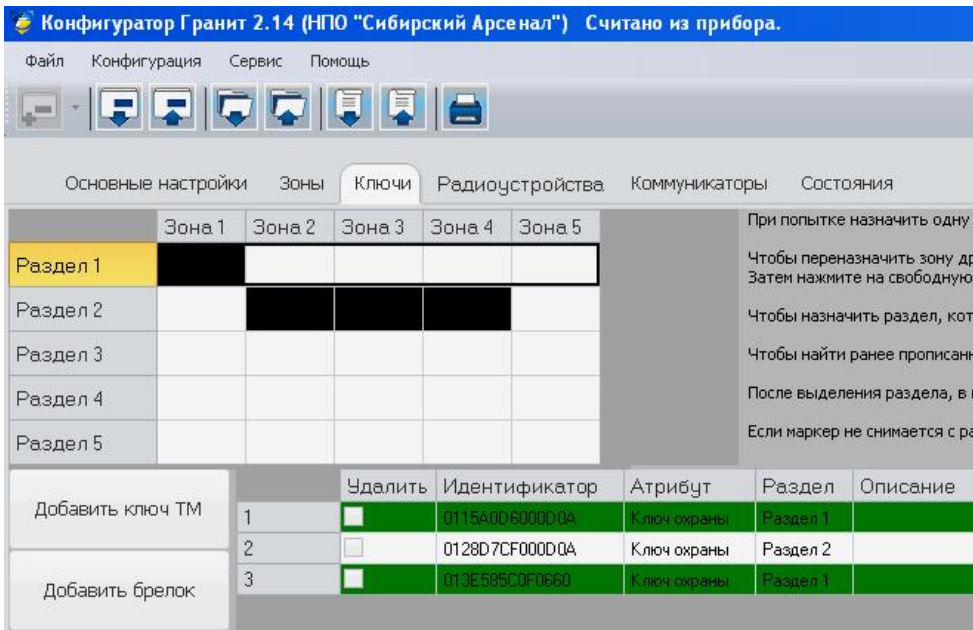 Конфигуратор Гранит 2.14 (НПО "Сибирский Арсенал") Считано из прибора.
Файл Конфигурация Сервис Помощь
Основные настройки Зоны Ключи Радиоустройства Коммуникаторы Состояния
Зона 1 Зона 2 Зона 3 Зона 4 Зона 5
Раздел 1
Раздел 2
Раздел 3
Раздел 4
Раздел 5
При попытке назначить одну
Чтобы переназначить зону др
Затем нажмите на свободную
Чтобы назначить раздел, кот
Чтобы найти ранее прописанн
После выделения раздела, в
Если маркер не снимается с ра
Добавить ключ ТМ
Добавить брелок
Удалить Идентификатор Атрибут Раздел Описание
1 0115A0D6000D0A Ключ охраны Раздел 1
2 0128D7CF000D0A Ключ охраны Раздел 2
3 013E585C0F0660 Ключ охраны Раздел 1